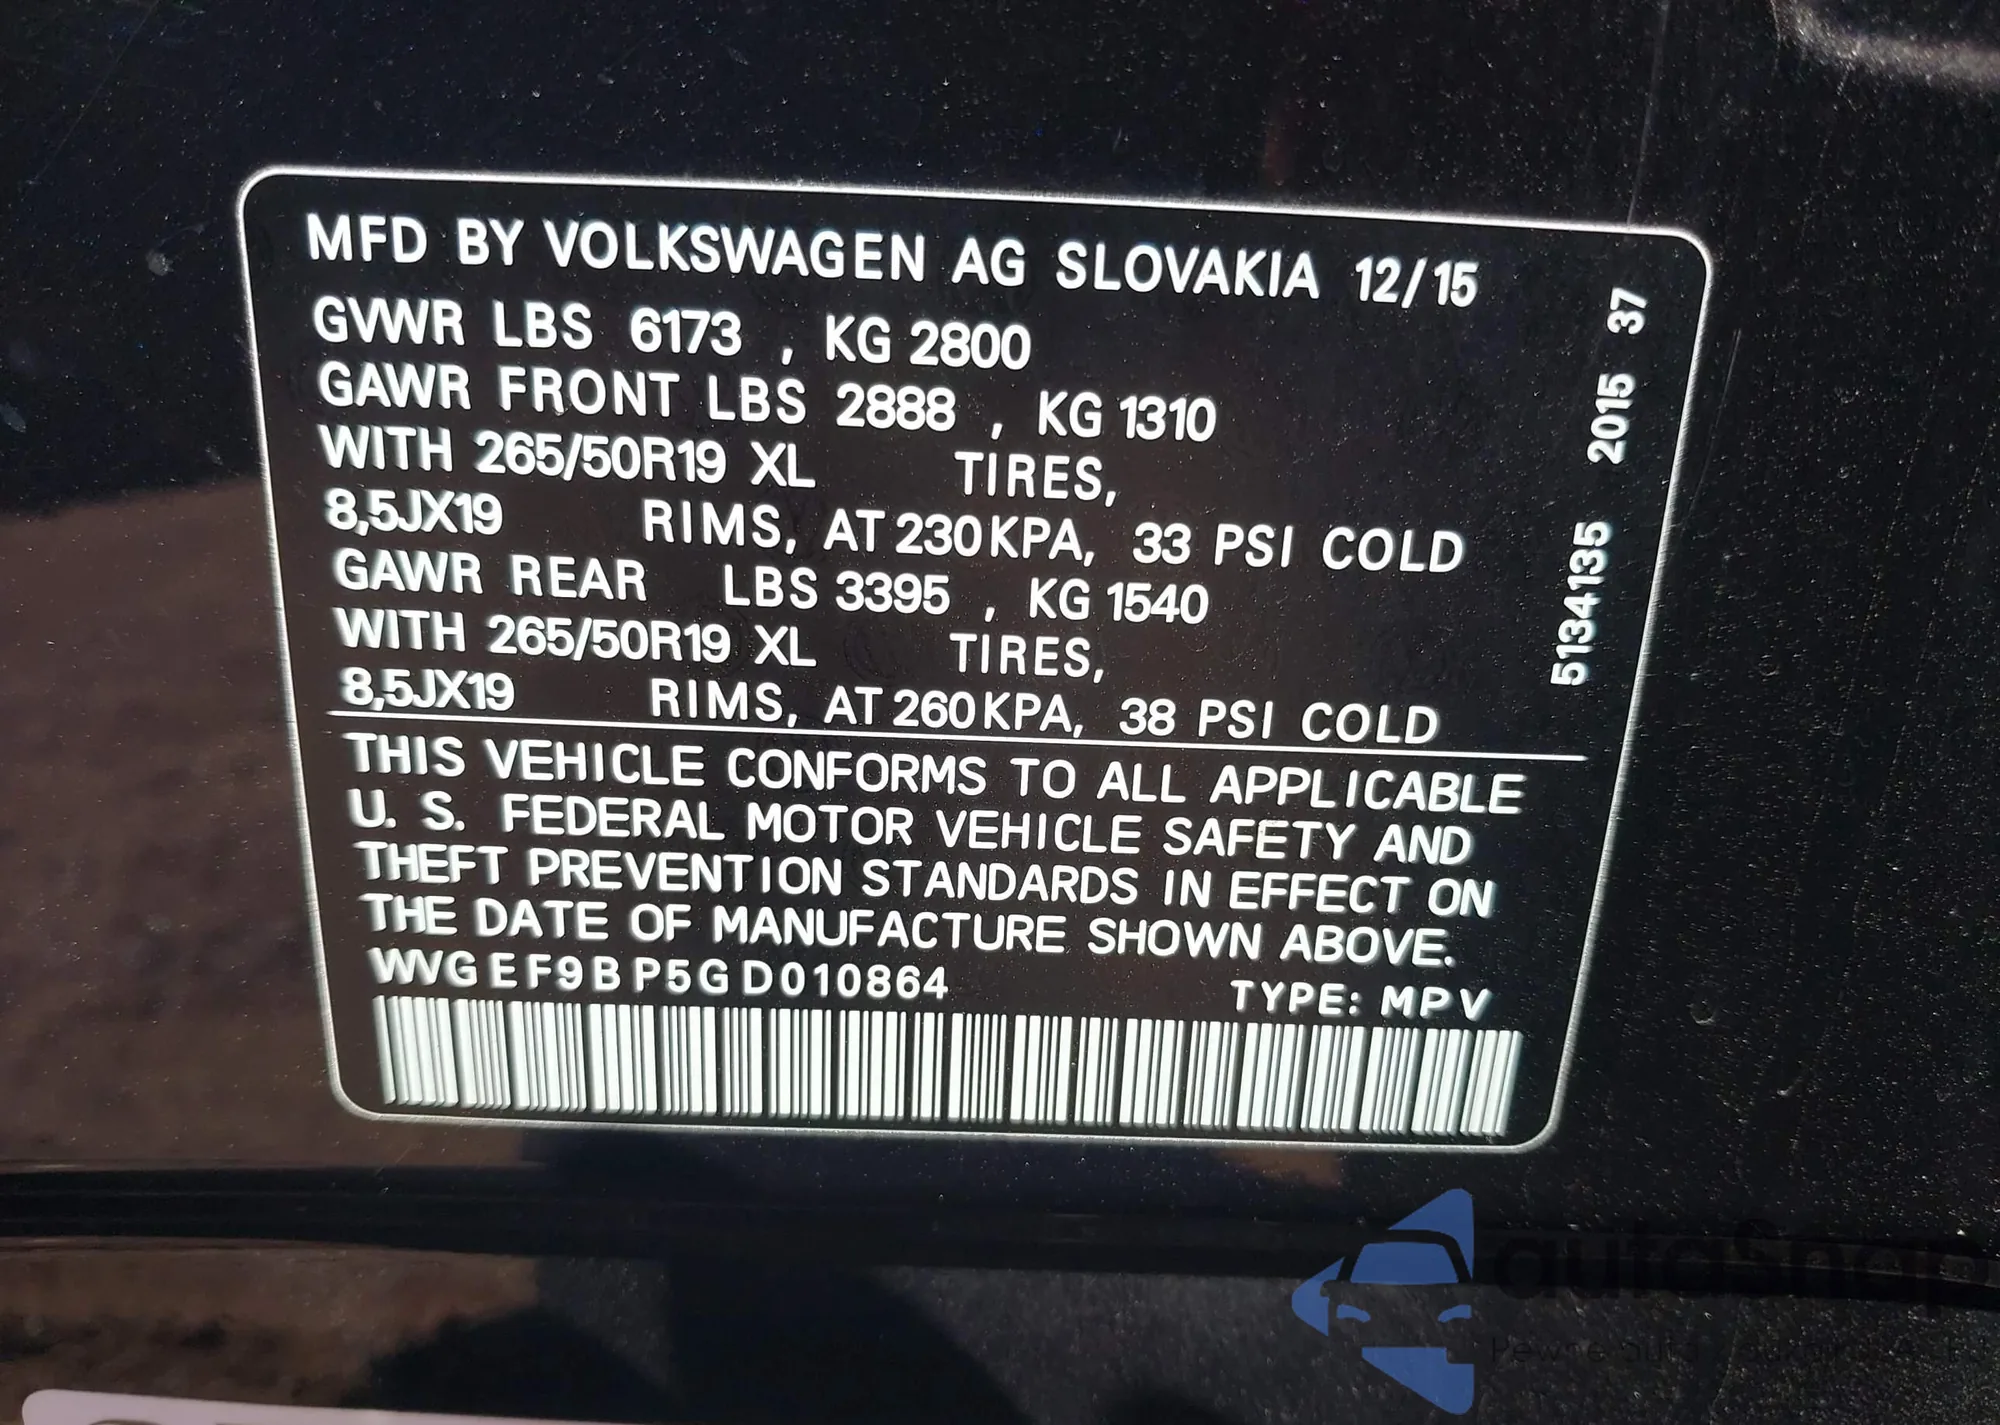 MFD BY VOLKSWAGEN AG SLOVAKIA 12/15
GVWR LBS 6173 , KG 2800
GAWR FRONT LBS 2888 , KG 1310
WITH 265/50R19 XL TIRES,
8,5JX19 RIMS, AT 230KPA, 33 PSI COLD
GAWR REAR LBS 3395 , KG 1540
WITH 265/50R19 XL TIRES,
8,5JX19 RIMS, AT 260KPA, 38 PSI COLD
THIS VEHICLE CONFORMS TO ALL APPLICABLE
U. S. FEDERAL MOTOR VEHICLE SAFETY AND
THEFT PREVENTION STANDARDS IN EFFECT ON
THE DATE OF MANUFACTURE SHOWN ABOVE.
WVGEF9BP5GD010864 TYPE: MPV
5134135 2015 37
autaSnap
Pewne auta